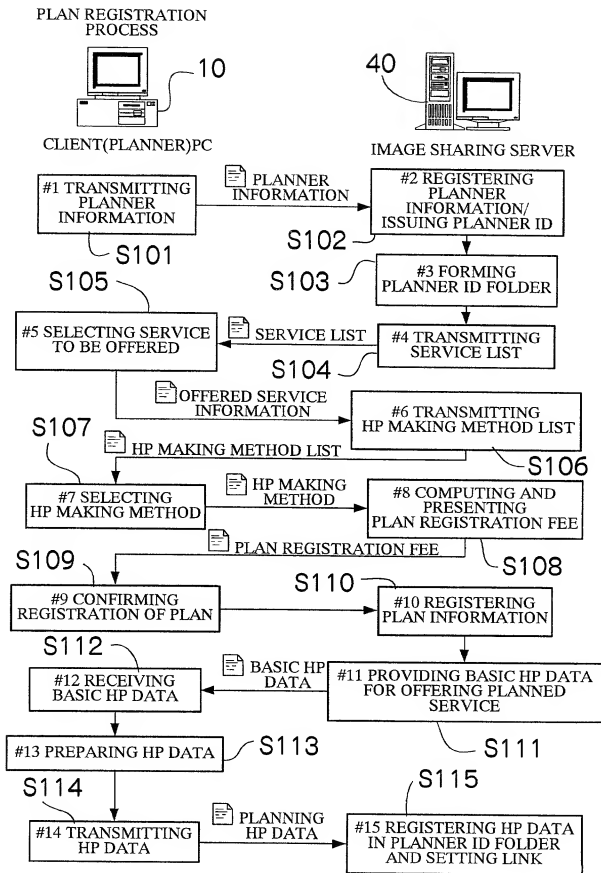 PLAN REGISTRATION
PROCESS
10
40
CLIENT(PLANNER)PC
IMAGE SHARING SERVER
#1 TRANSMITTING
PLANNER
INFORMATION
S101
PLANNER
INFORMATION
#2 REGISTERING
PLANNER
INFORMATION/
ISSUING PLANNER ID
S102
S103
#3 FORMING
PLANNER ID FOLDER
S105
#5 SELECTING SERVICE
TO BE OFFERED
SERVICE LIST
#4 TRANSMITTING
SERVICE LIST
S104
OFFERED SERVICE
INFORMATION
#6 TRANSMITTING
HP MAKING METHOD LIST
S106
S107
HP MAKING METHOD LIST
#7 SELECTING
HP MAKING METHOD
HP MAKING
METHOD
#8 COMPUTING AND
PRESENTING
PLAN REGISTRATION FEE
S108
PLAN REGISTRATION FEE
S109
#9 CONFIRMING
REGISTRATION OF PLAN
S110
#10 REGISTERING
PLAN INFORMATION
S112
#12 RECEIVING
BASIC HP DATA
BASIC HP
DATA
#11 PROVIDING BASIC HP DATA
FOR OFFERING PLANNED
SERVICE
S111
#13 PREPARING HP DATA
S113
S114
#14 TRANSMITTING
HP DATA
PLANNING
HP DATA
S115
#15 REGISTERING HP DATA
IN PLANNER ID FOLDER
AND SETTING LINK